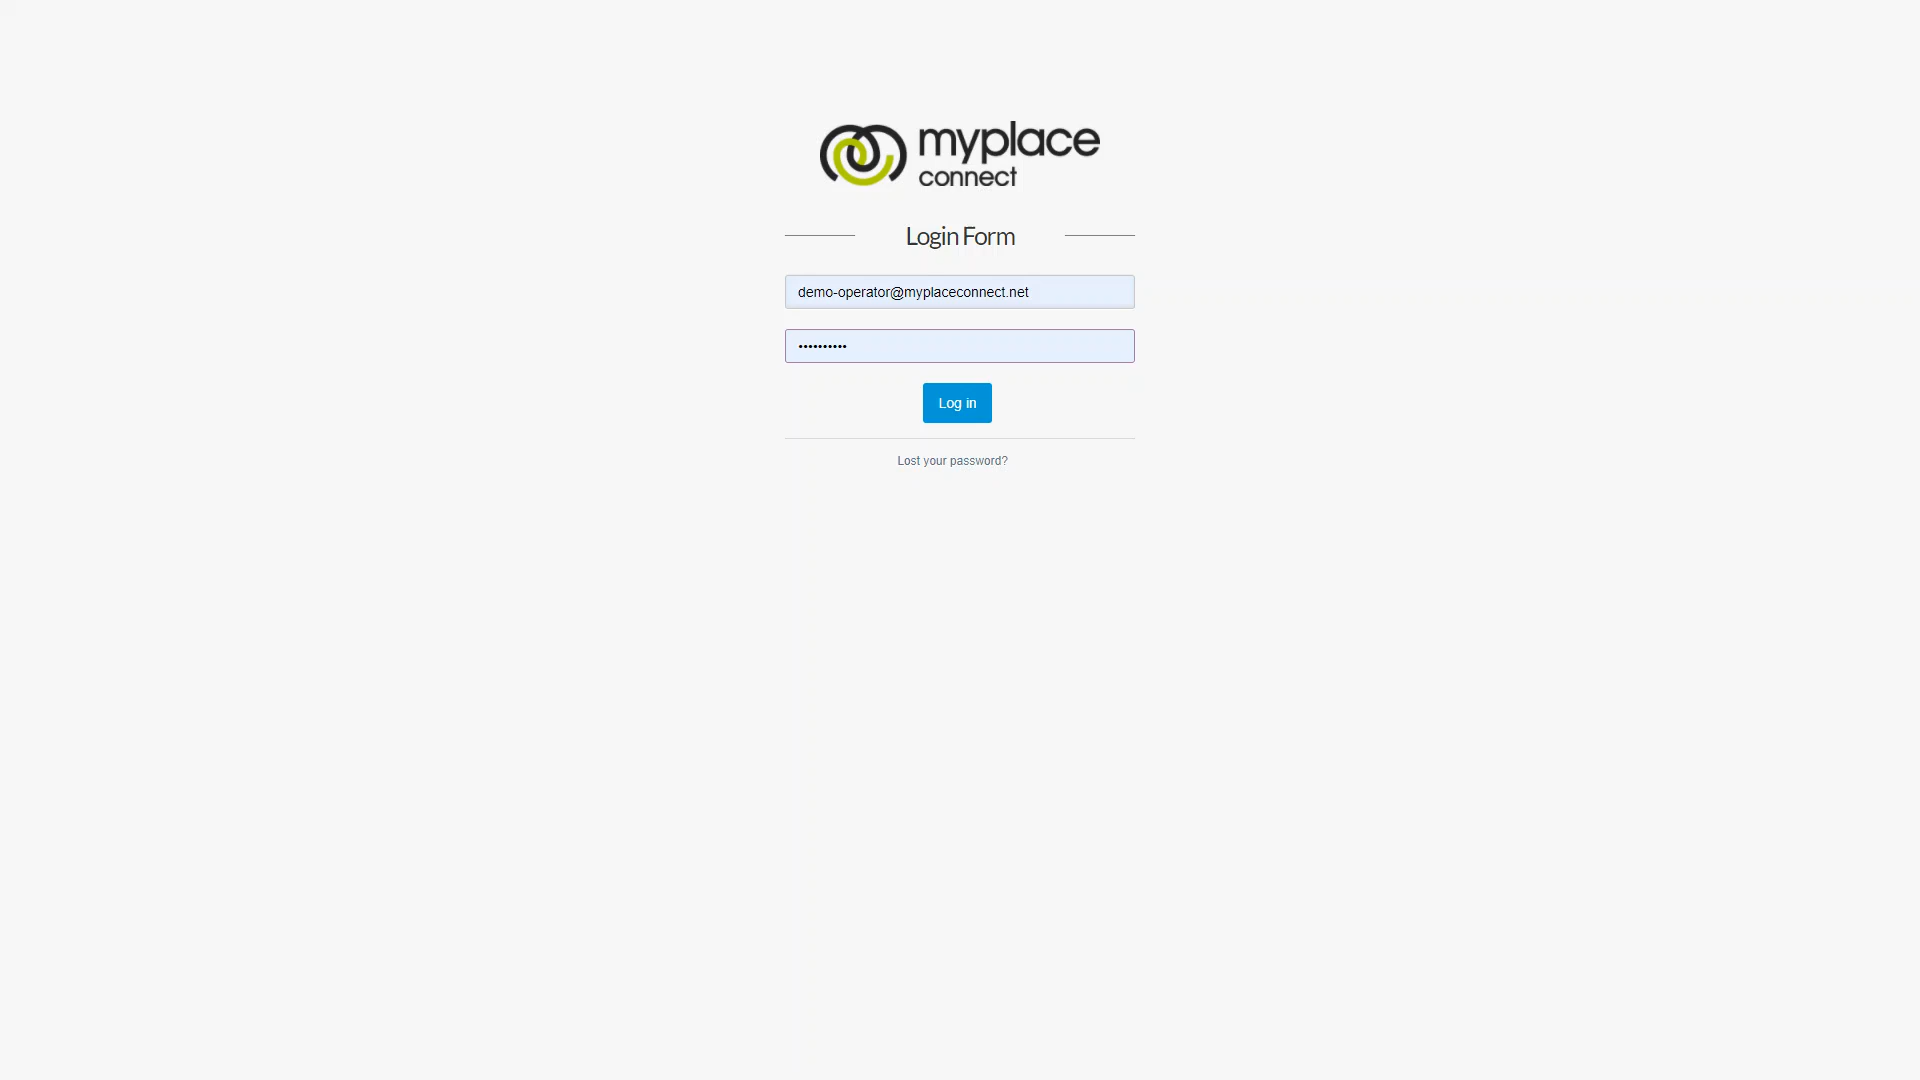 myplace
connect
Login Form
demo-operator@myplaceconnect.net
••••••••••
Log in
Lost your password?